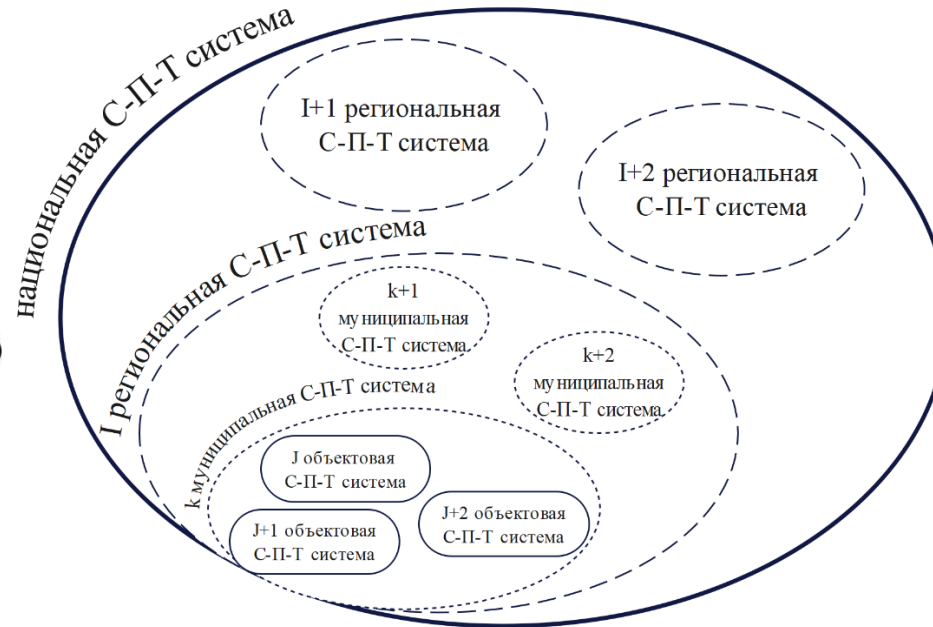 национальная С-П-Т система
I+1 региональная
С-П-Т система
I+2 региональная
С-П-Т система
I региональная С-П-Т система
k+1
муниципальная
С-П-Т система
k+2
муниципальная
С-П-Т система
k муниципальная С-П-Т система
J объектовая
С-П-Т система
J+1 объектовая
С-П-Т система
J+2 объектовая
С-П-Т система